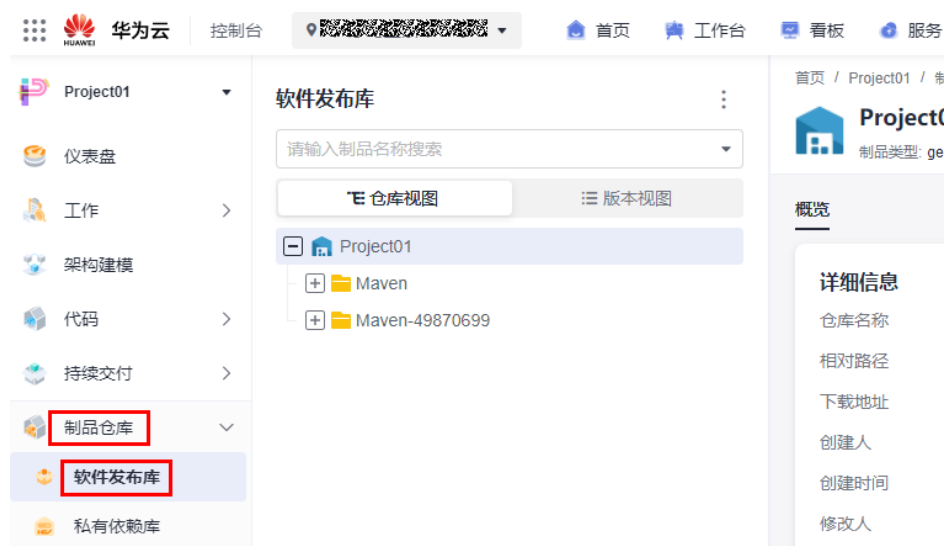 HUAWEI 华为云 控制台 首页 工作台 看板 服务
Project01
仪表盘
工作
架构建模
代码
持续交付
制品仓库
软件发布库
私有依赖库
软件发布库
请输入制品名称搜索
仓库视图 版本视图
Project01
Maven
Maven-49870699
首页 / Project01 /
Project
制品类型: ge
概览
详细信息
仓库名称
相对路径
下载地址
创建人
创建时间
修改人